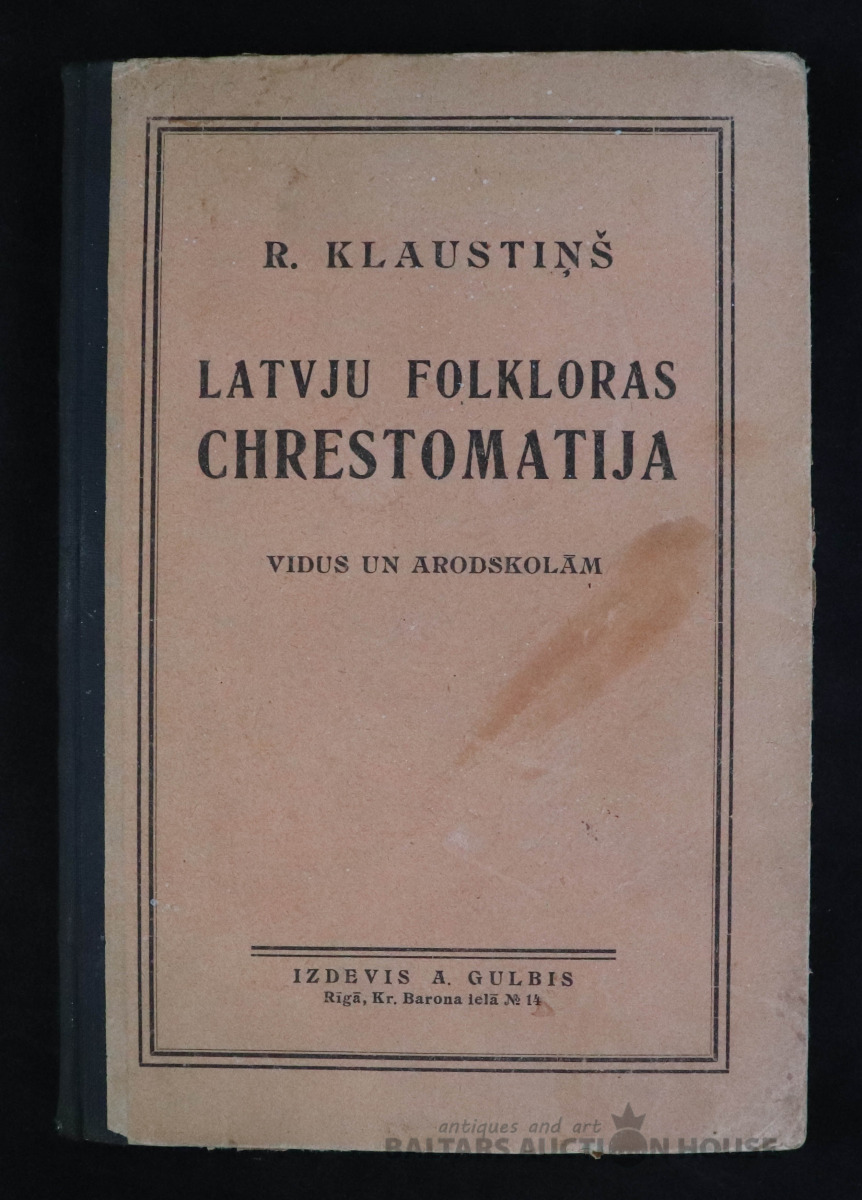 R. KLAUSTIŅŠ
LATVJU FOLKLORAS
CHRESTOMATIJA
VIDUS UN ARODSKOLĀM
IZDEVIS A. GULBIS
Rīgā, Kr. Barona ielā № 14
antiques and art
BALTARS AUCTION HOUSE